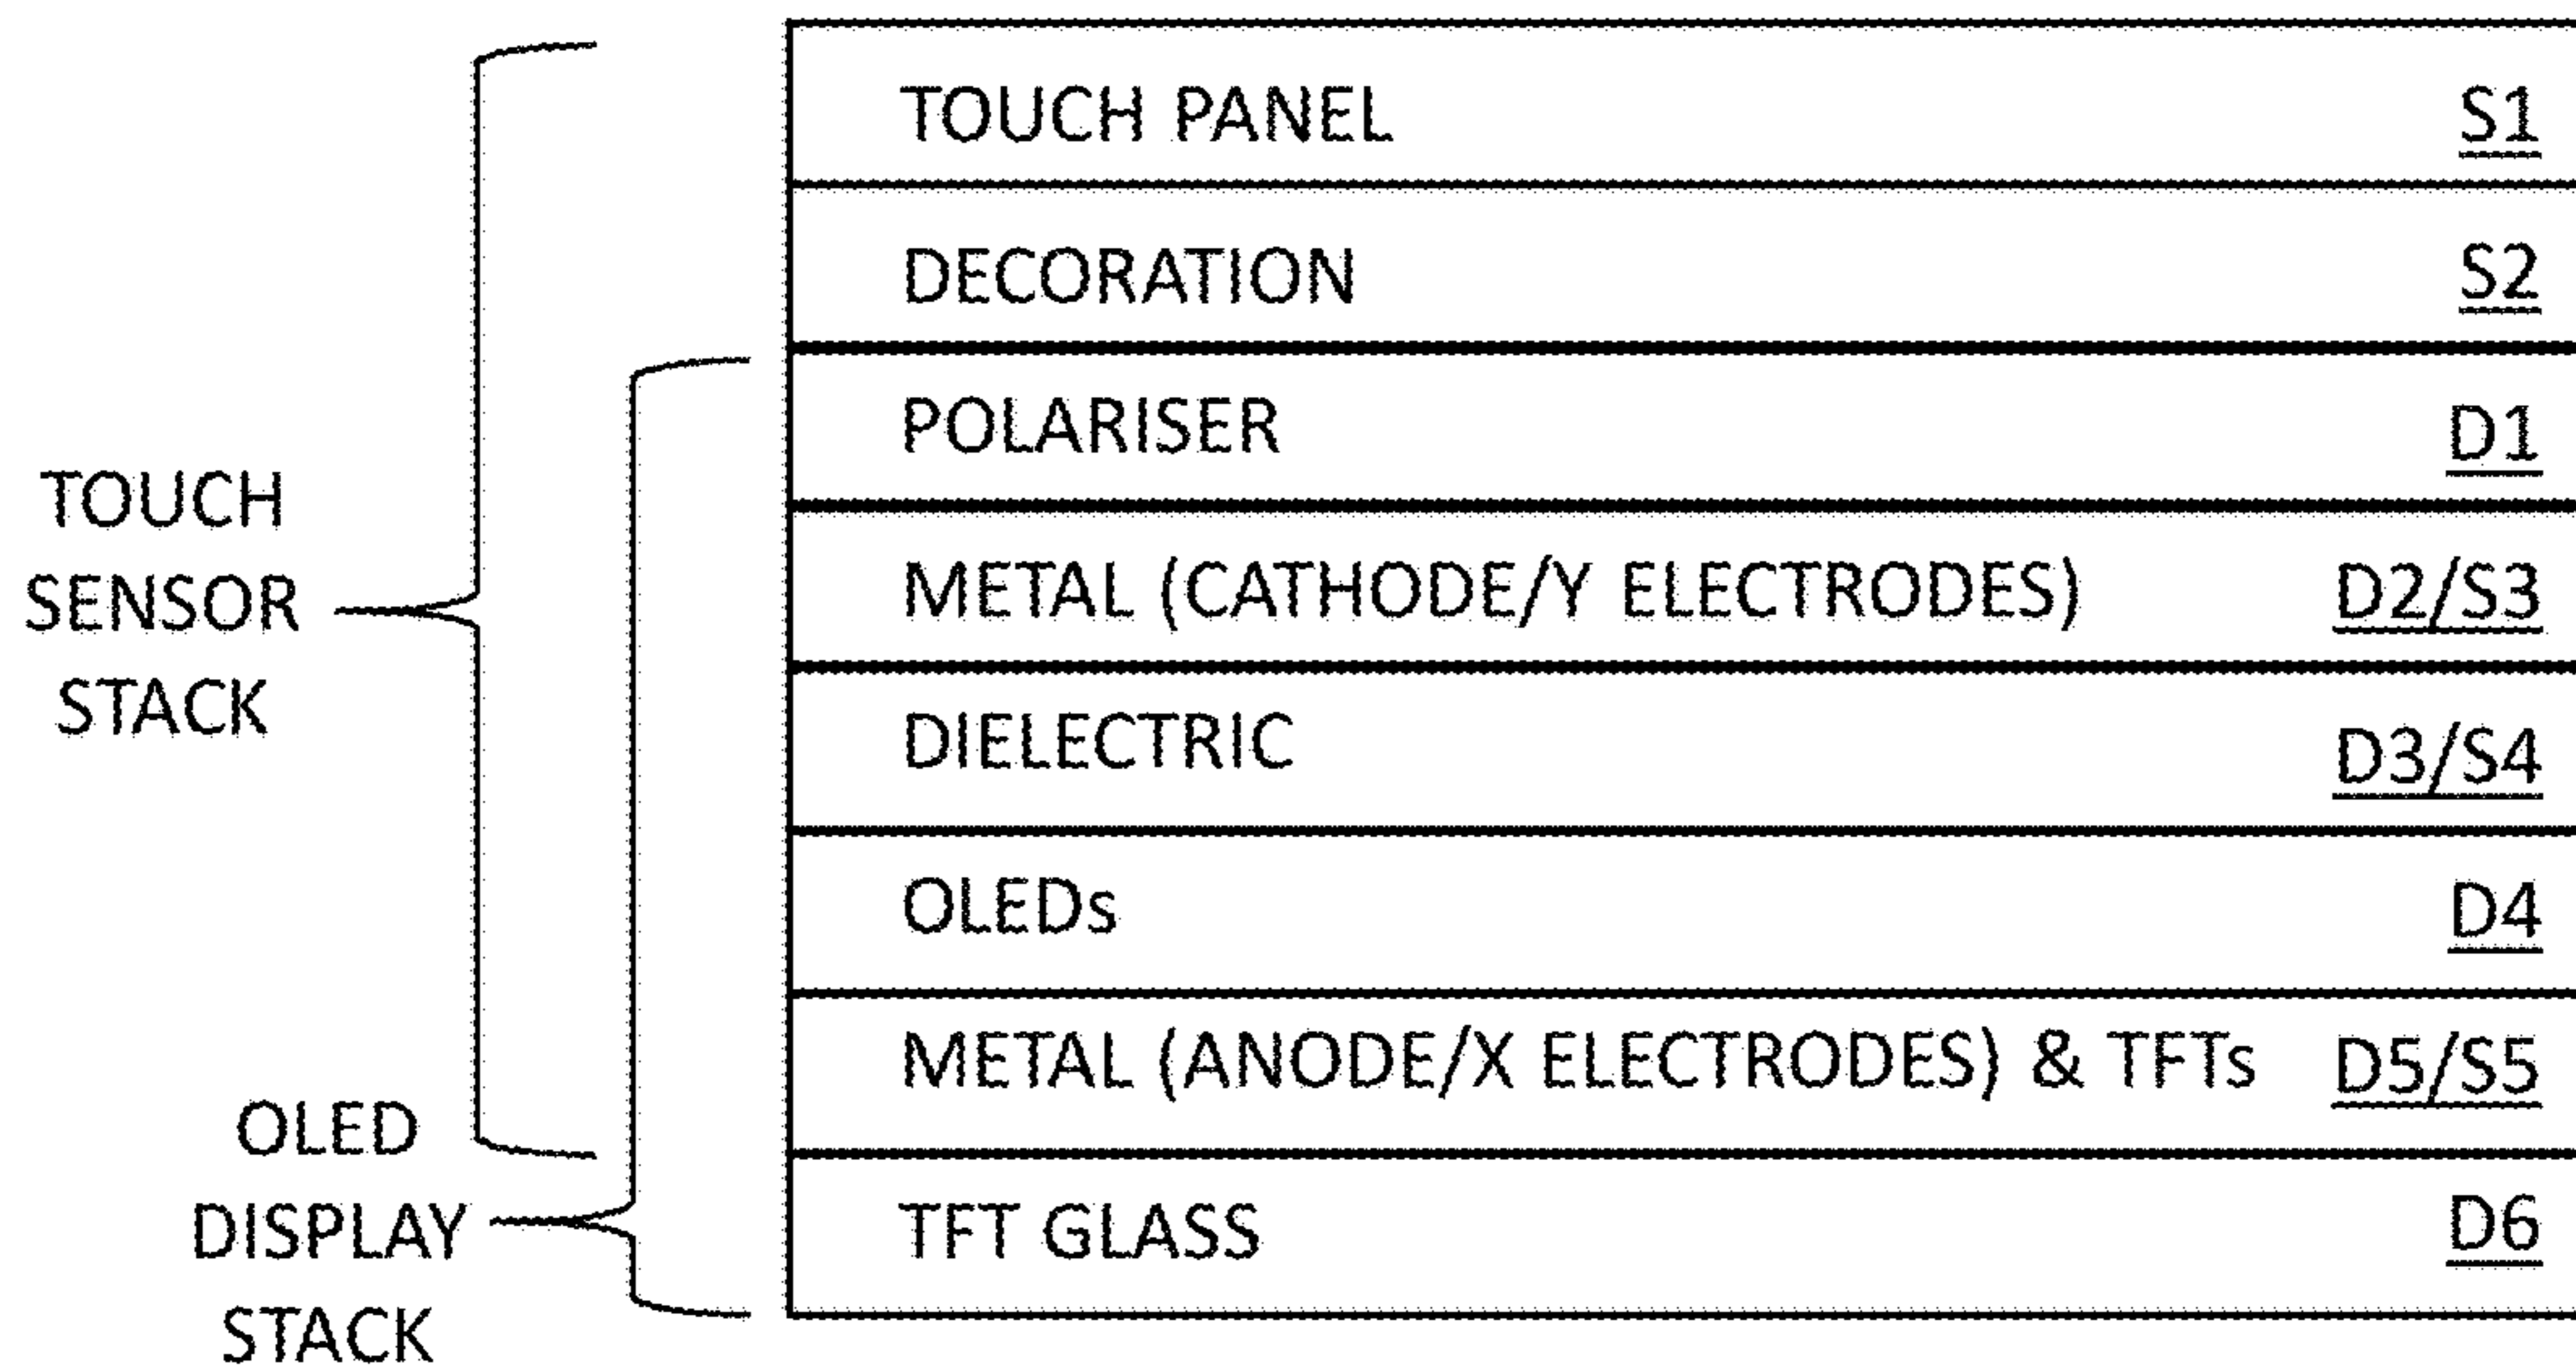 TOUCH PANEL S1
DECORATION S2
POLARISER D1
METAL (CATHODE/Y ELECTRODES) D2/S3
DIELECTRIC D3/S4
OLEDs D4
METAL (ANODE/X ELECTRODES) & TFTs D5/S5
TFT GLASS D6
TOUCH
SENSOR
STACK
OLED
DISPLAY
STACK